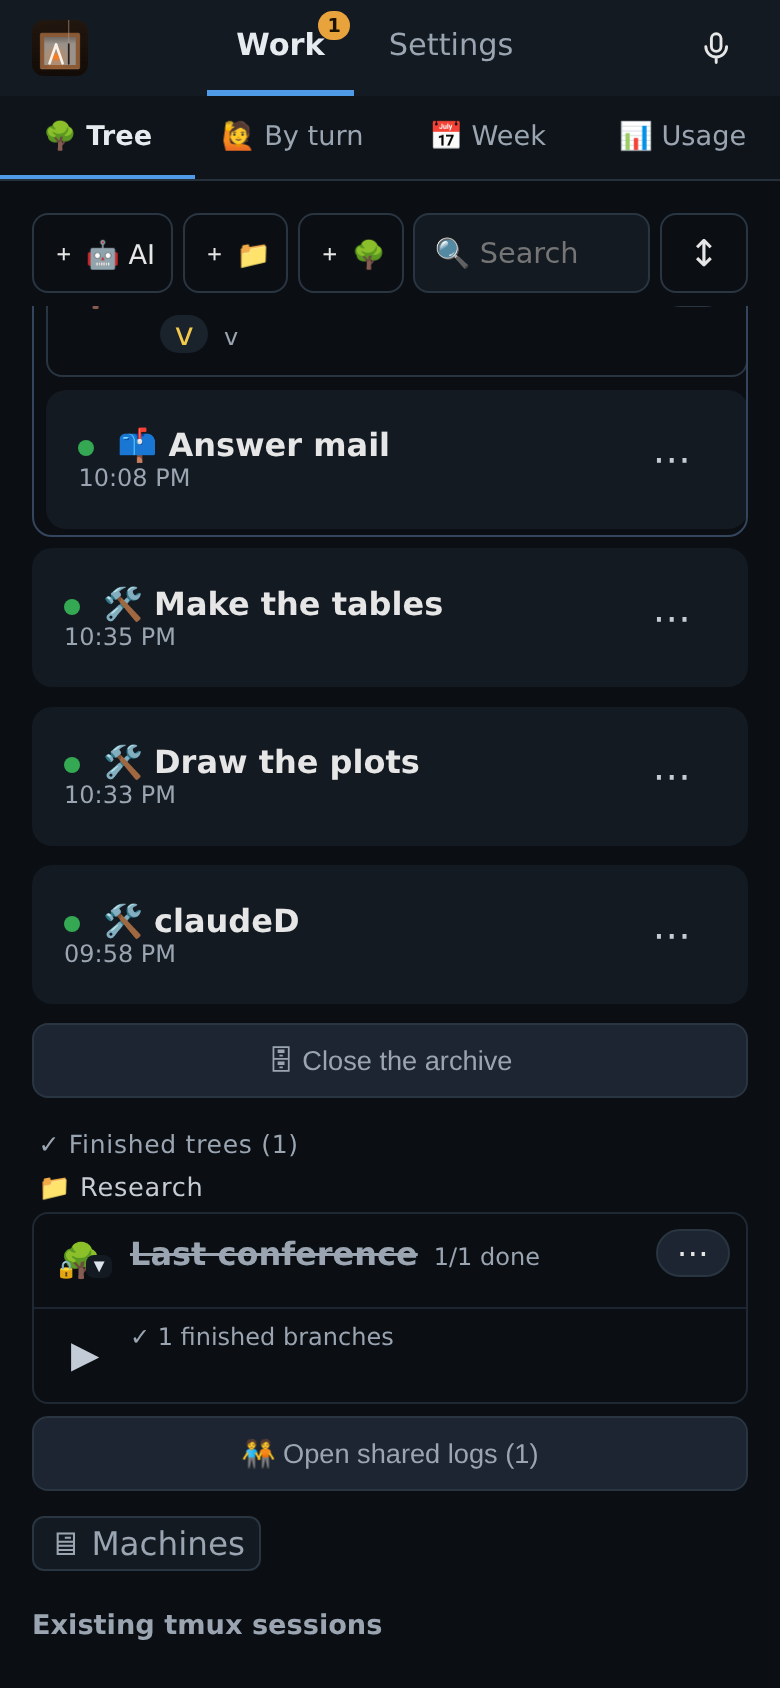 Work 1 Settings
Tree By turn Week Usage
+ AI + + Search
V v
Answer mail
10:08 PM
Make the tables
10:35 PM
Draw the plots
10:33 PM
claudeD
09:58 PM
Close the archive
✓ Finished trees (1)
Research
Last conference 1/1 done
✓ 1 finished branches
Open shared logs (1)
Machines
Existing tmux sessions